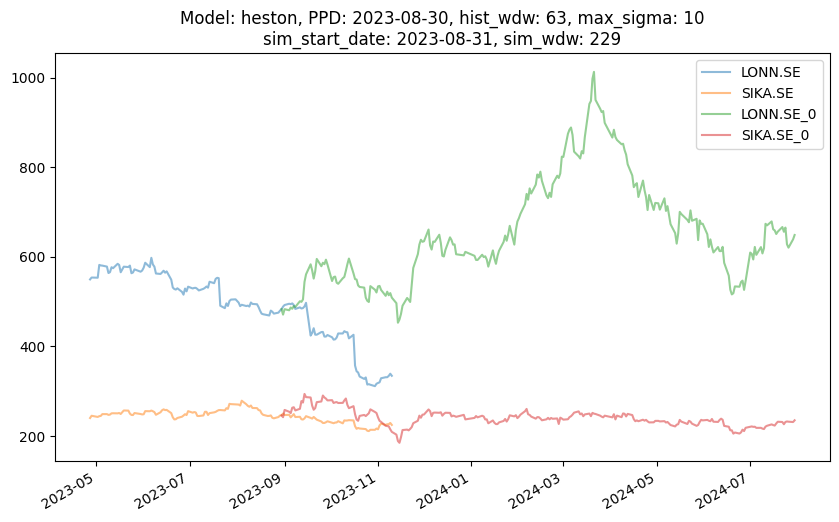 Model: heston, PPD: 2023-08-30, hist_wdw: 63, max_sigma: 10
sim_start_date: 2023-08-31, sim_wdw: 229
LONN.SE
SIKA.SE
LONN.SE_0
SIKA.SE_0
1000
800
600
400
200
2023-05
2023-07
2023-09
2023-11
2024-01
2024-03
2024-05
2024-07